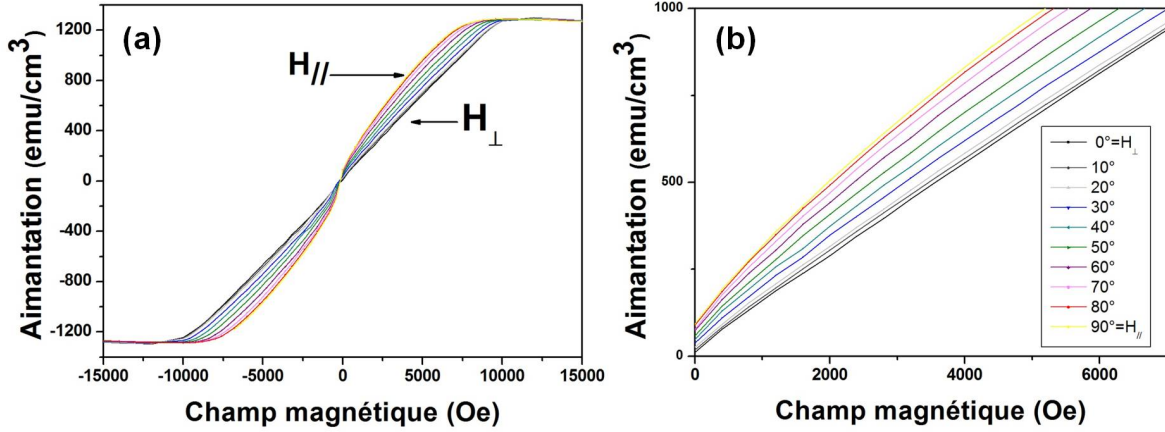 (a)
H//
H⊥
Aimantation (emu/cm³)
1200
800
400
0
-400
-800
-1200
-15000 -10000 -5000 0 5000 10000 15000
Champ magnétique (Oe)
(b)
Aimantation (emu/cm³)
1000
500
0
0 2000 4000 6000
Champ magnétique (Oe)
0°=H⊥
10°
20°
30°
40°
50°
60°
70°
80°
90°=H//